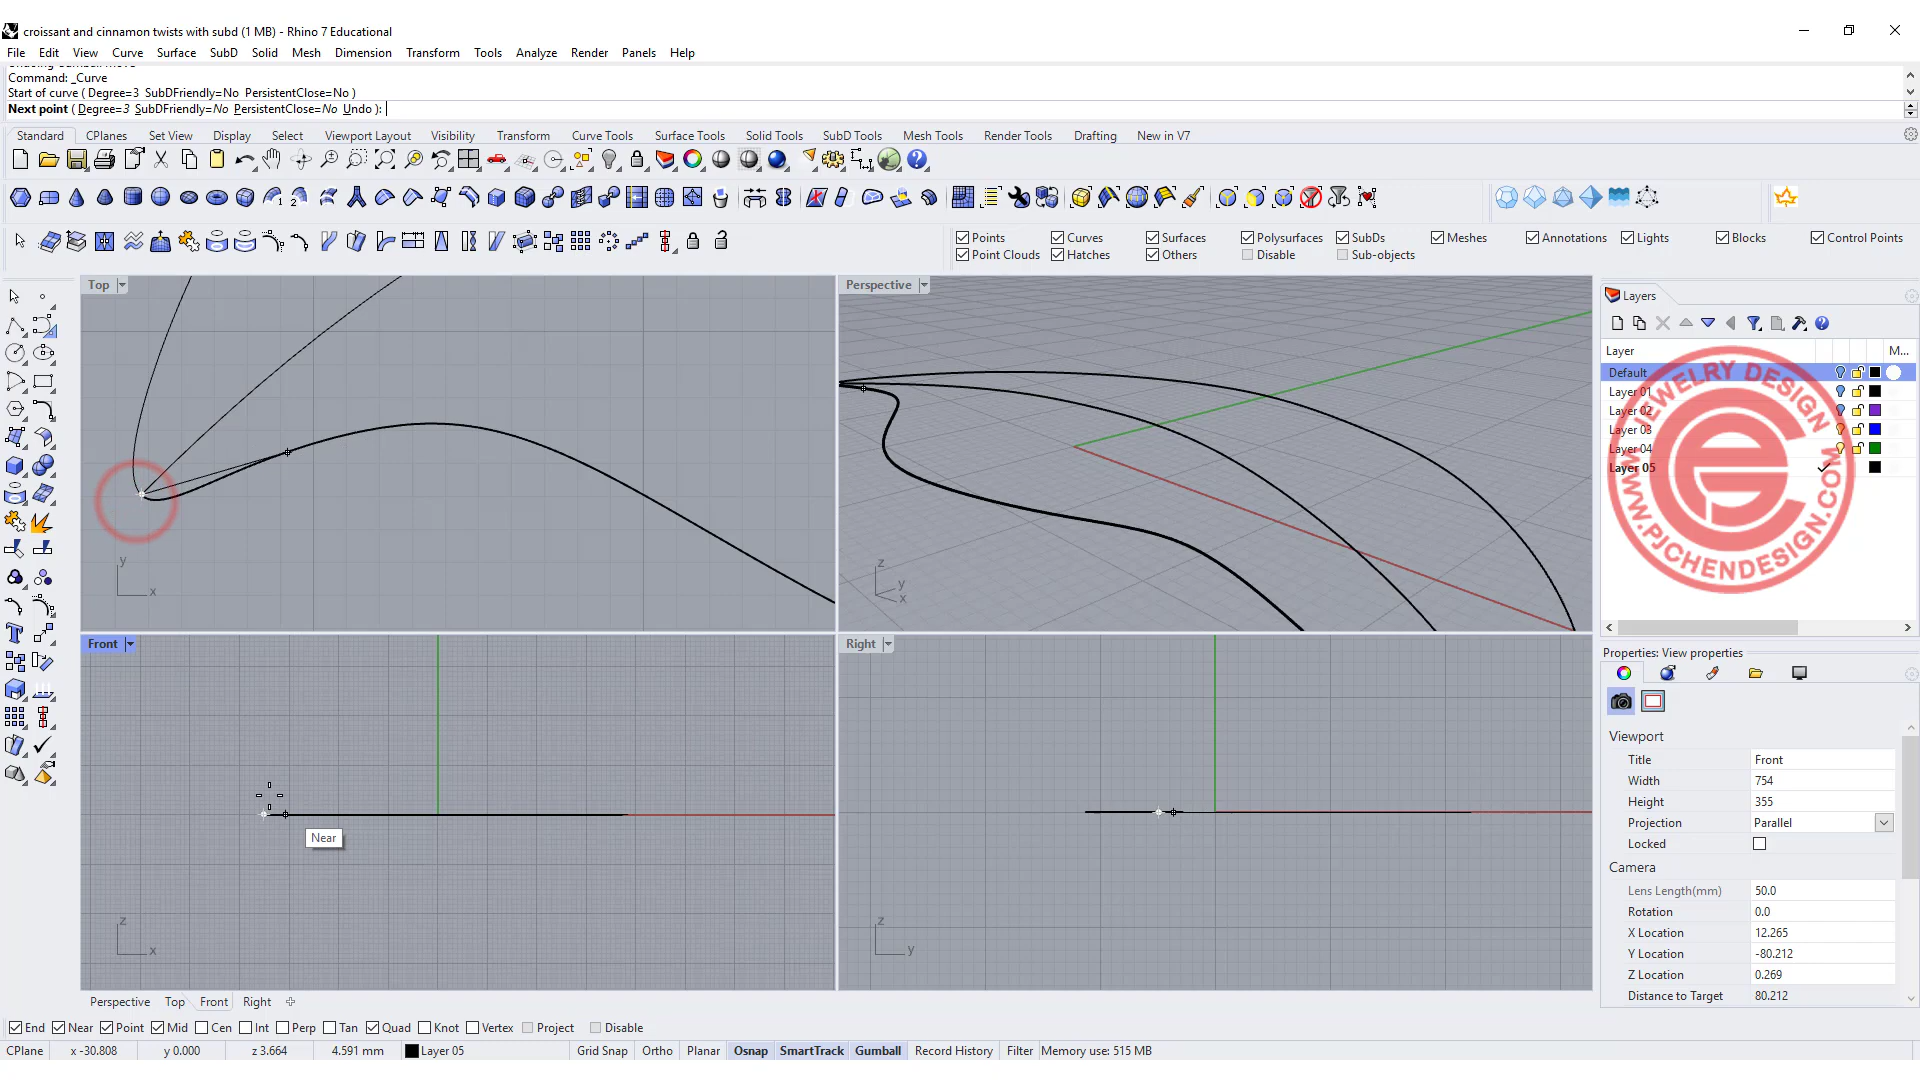 croissant and cinnamon twists with subd (1 MB) - Rhino 7 Educational
File Edit View Curve Surface SubD Solid Mesh Dimension Transform Tools Analyze Render Panels Help
Command: _Curve
Start of curve ( Degree=3 SubDFriendly=No PersistentClose=No )
Next point ( Degree=3 SubDFriendly=No PersistentClose=No Undo ):
Standard CPlanes Set View Display Select Viewport Layout Visibility Transform Curve Tools Surface Tools Solid Tools SubD Tools Mesh Tools Render Tools Drafting New in V7
Points Curves Surfaces Polysurfaces SubDs Meshes Annotations Lights Blocks Control Points
Point Clouds Hatches Others Disable Sub-objects
Top
Perspective
Layers
Layer M...
Default
Layer 01
Layer 02
Layer 03
Layer 04
Layer 05
JEWELRY DESIGN
WWW.PJCHENDESIGN.COM
y
x
z
y
x
Front
Right
Near
z
x
z
y
Properties: View properties
Viewport
Title Front
Width 754
Height 355
Projection Parallel
Locked
Camera
Lens Length(mm) 50.0
Rotation 0.0
X Location 12.265
Y Location -80.212
Z Location 0.269
Distance to Target 80.212
Perspective Top Front Right
End Near Point Mid Cen Int Perp Tan Quad Knot Vertex Project Disable
CPlane x -30.808 y 0.000 z 3.664 4.591 mm Layer 05 Grid Snap Ortho Planar Osnap SmartTrack Gumball Record History Filter Memory use: 515 MB